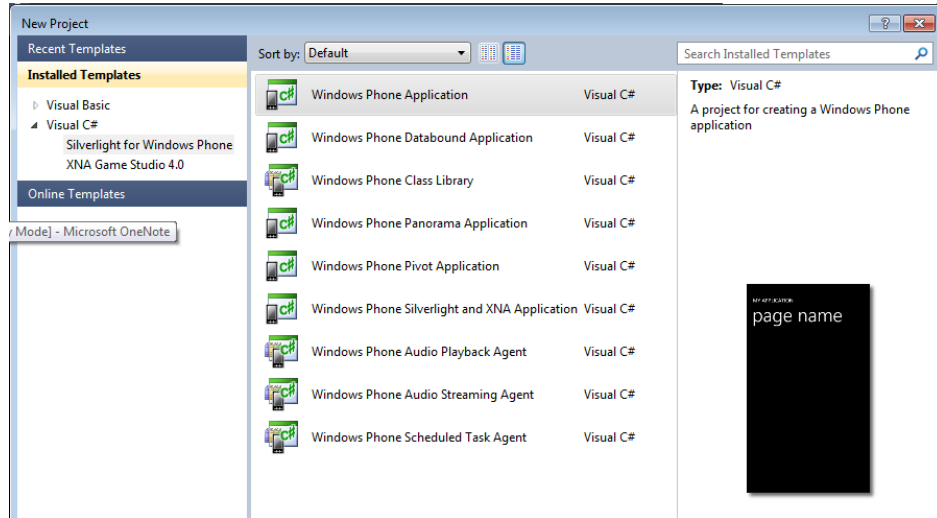 New Project
Recent Templates
Installed Templates
Visual Basic
Visual C#
Silverlight for Windows Phone
XNA Game Studio 4.0
Online Templates
y Mode] - Microsoft OneNote
Sort by: Default
Windows Phone Application Visual C#
Windows Phone Databound Application Visual C#
Windows Phone Class Library Visual C#
Windows Phone Panorama Application Visual C#
Windows Phone Pivot Application Visual C#
Windows Phone Silverlight and XNA Application Visual C#
Windows Phone Audio Playback Agent Visual C#
Windows Phone Audio Streaming Agent Visual C#
Windows Phone Scheduled Task Agent Visual C#
Search Installed Templates
Type: Visual C#
A project for creating a Windows Phone
application
MY APPLICATION
page name